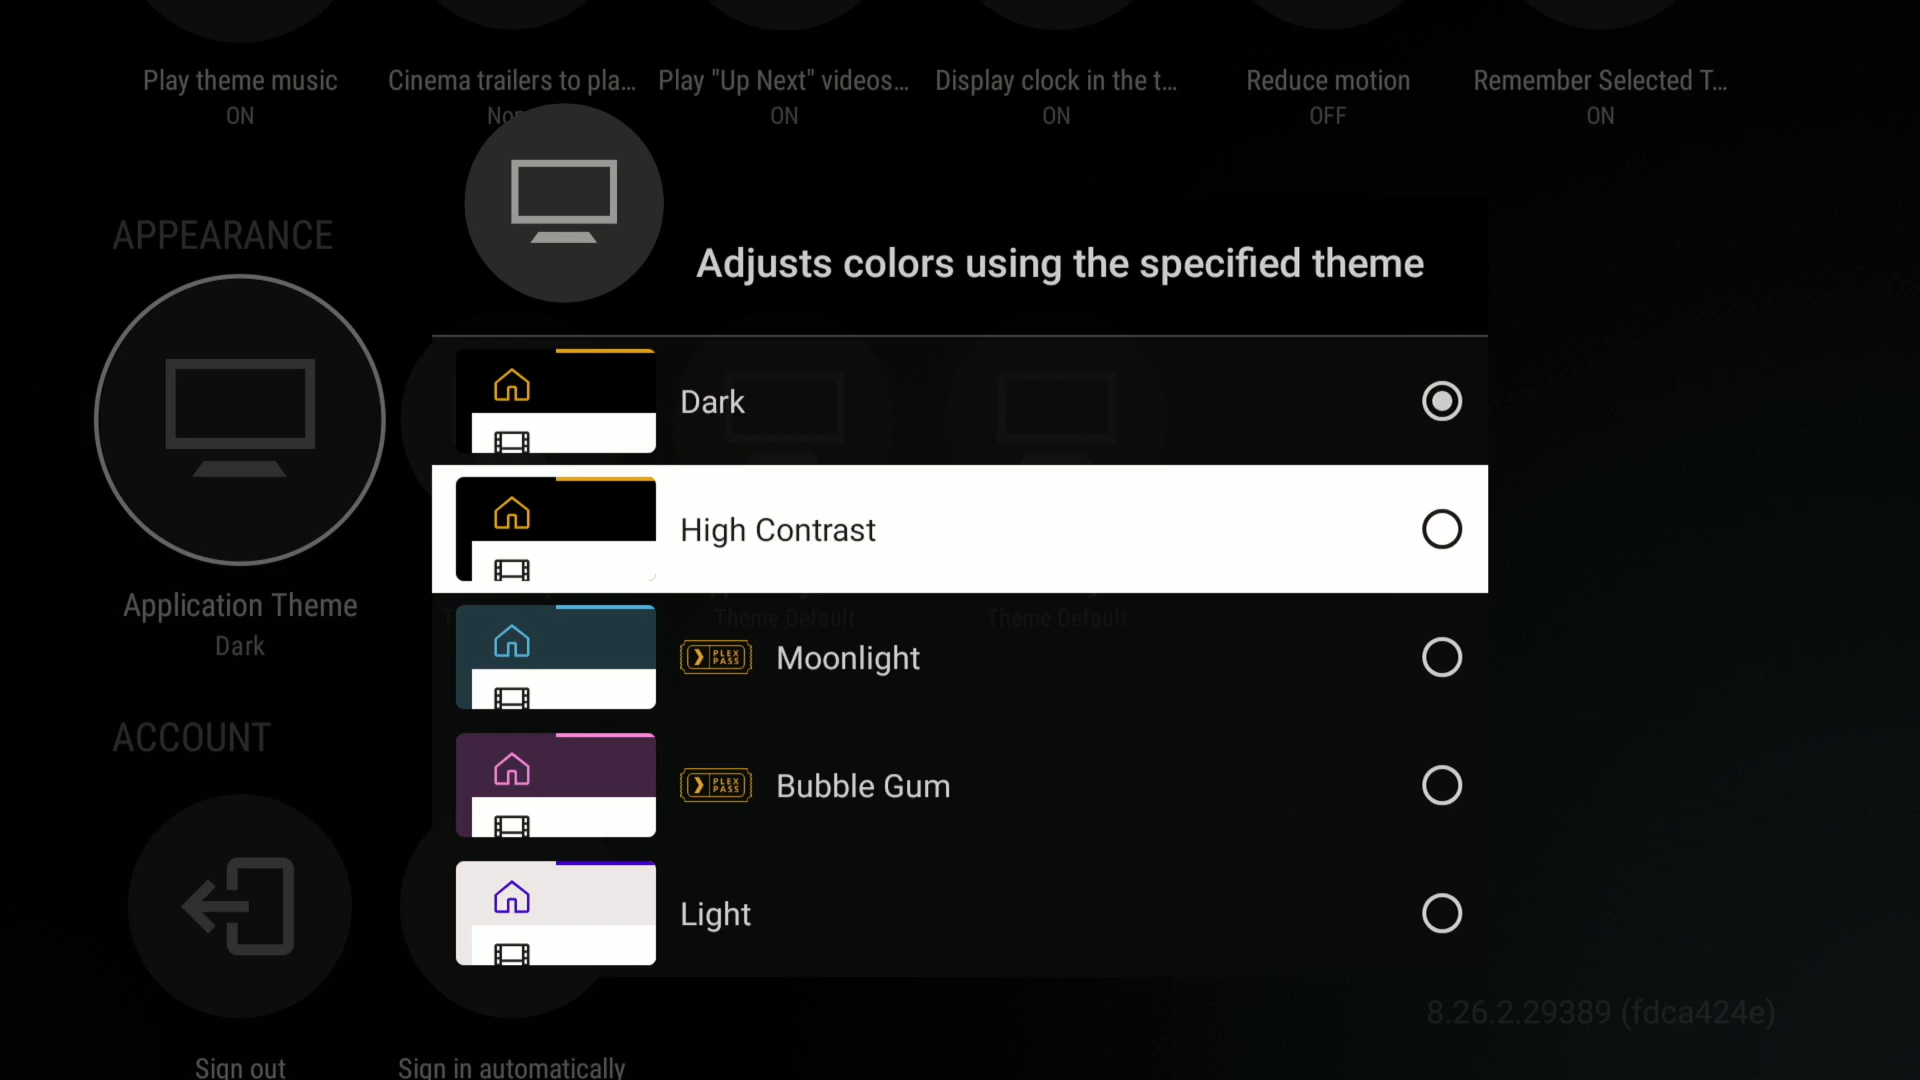 Play theme music
Cinema trailers to pla...
Play "Up Next" videos...
Display clock in the t...
Reduce motion
Remember Selected T...
ON
ON
ON
OFF
ON
APPEARANCE
Adjusts colors using the specified theme
Dark
High Contrast
Application Theme
Dark
Theme Default
Theme Default
PLEX PASS
Moonlight
ACCOUNT
PLEX PASS
Bubble Gum
Light
8.26.2.29389 (fdca424e)
Sign out
Sign in automatically